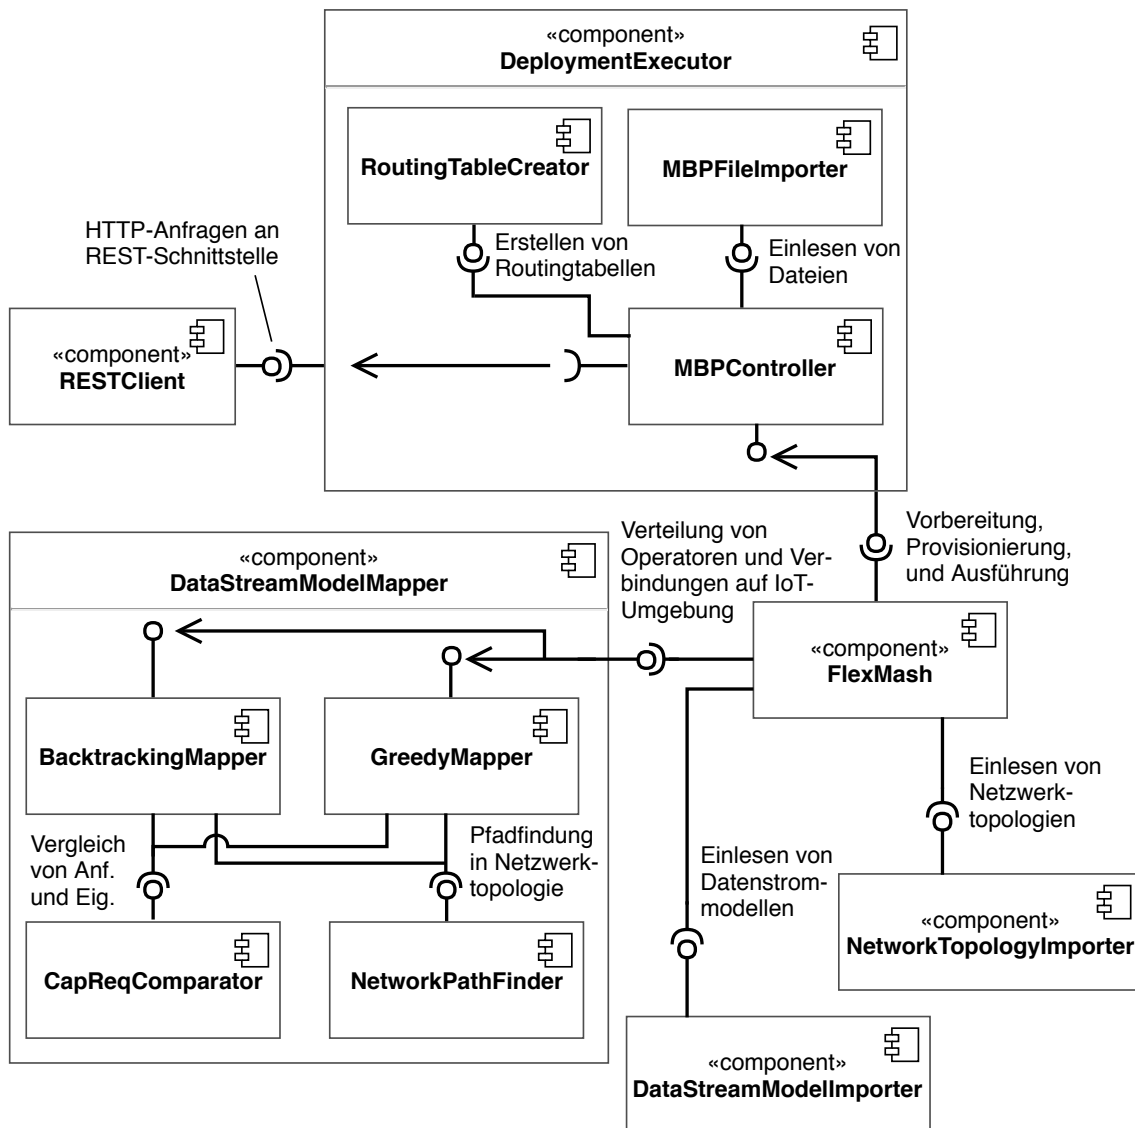 «component»
DeploymentExecutor
RoutingTableCreator
MBPFileImporter
HTTP-Anfragen an
REST-Schnittstelle
Erstellen von
Routingtabellen
Einlesen von
Dateien
«component»
RESTClient
MBPController
Verteilung von
Operatoren und Ver-
bindungen auf IoT-
Umgebung
Vorbereitung,
Provisionierung,
und Ausführung
«component»
DataStreamModelMapper
«component»
FlexMash
BacktrackingMapper
GreedyMapper
Einlesen von
Netzwerk-
topologien
Vergleich
von Anf.
und Eig.
Pfadfindung
in Netzwerk-
topologie
Einlesen von
Datenstrom-
modellen
«component»
NetworkTopologyImporter
CapReqComparator
NetworkPathFinder
«component»
DataStreamModelImporter